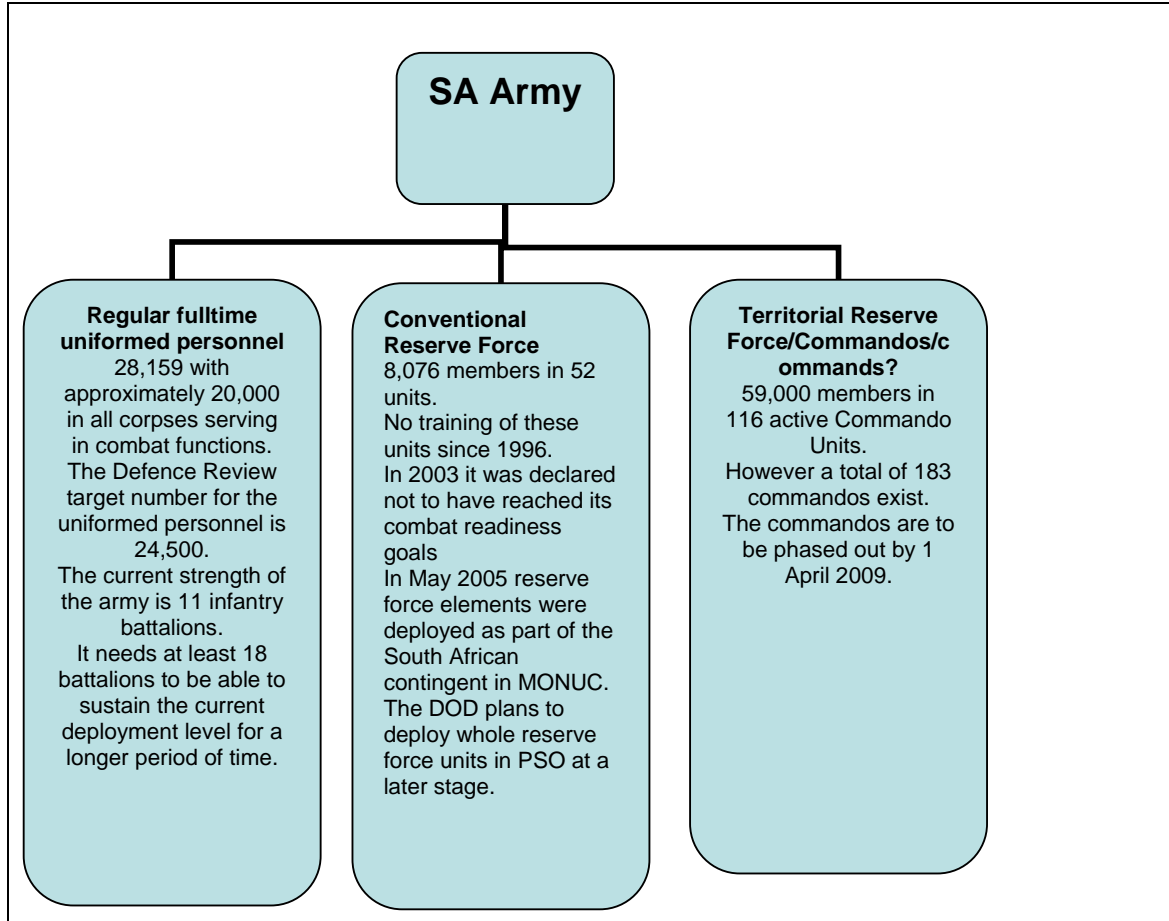 SA Army
Regular fulltime
uniformed personnel
28,159 with
approximately 20,000
in all corpses serving
in combat functions.
The Defence Review
target number for the
uniformed personnel is
24,500.
The current strength of
the army is 11 infantry
battalions.
It needs at least 18
battalions to be able to
sustain the current
deployment level for a
longer period of time.
Conventional
Reserve Force
8,076 members in 52
units.
No training of these
units since 1996.
In 2003 it was declared
not to have reached its
combat readiness
goals
In May 2005 reserve
force elements were
deployed as part of the
South African
contingent in MONUC.
The DOD plans to
deploy whole reserve
force units in PSO at a
later stage.
Territorial Reserve
Force/Commandos/c
ommands?
59,000 members in
116 active Commando
Units.
However a total of 183
commandos exist.
The commandos are to
be phased out by 1
April 2009.